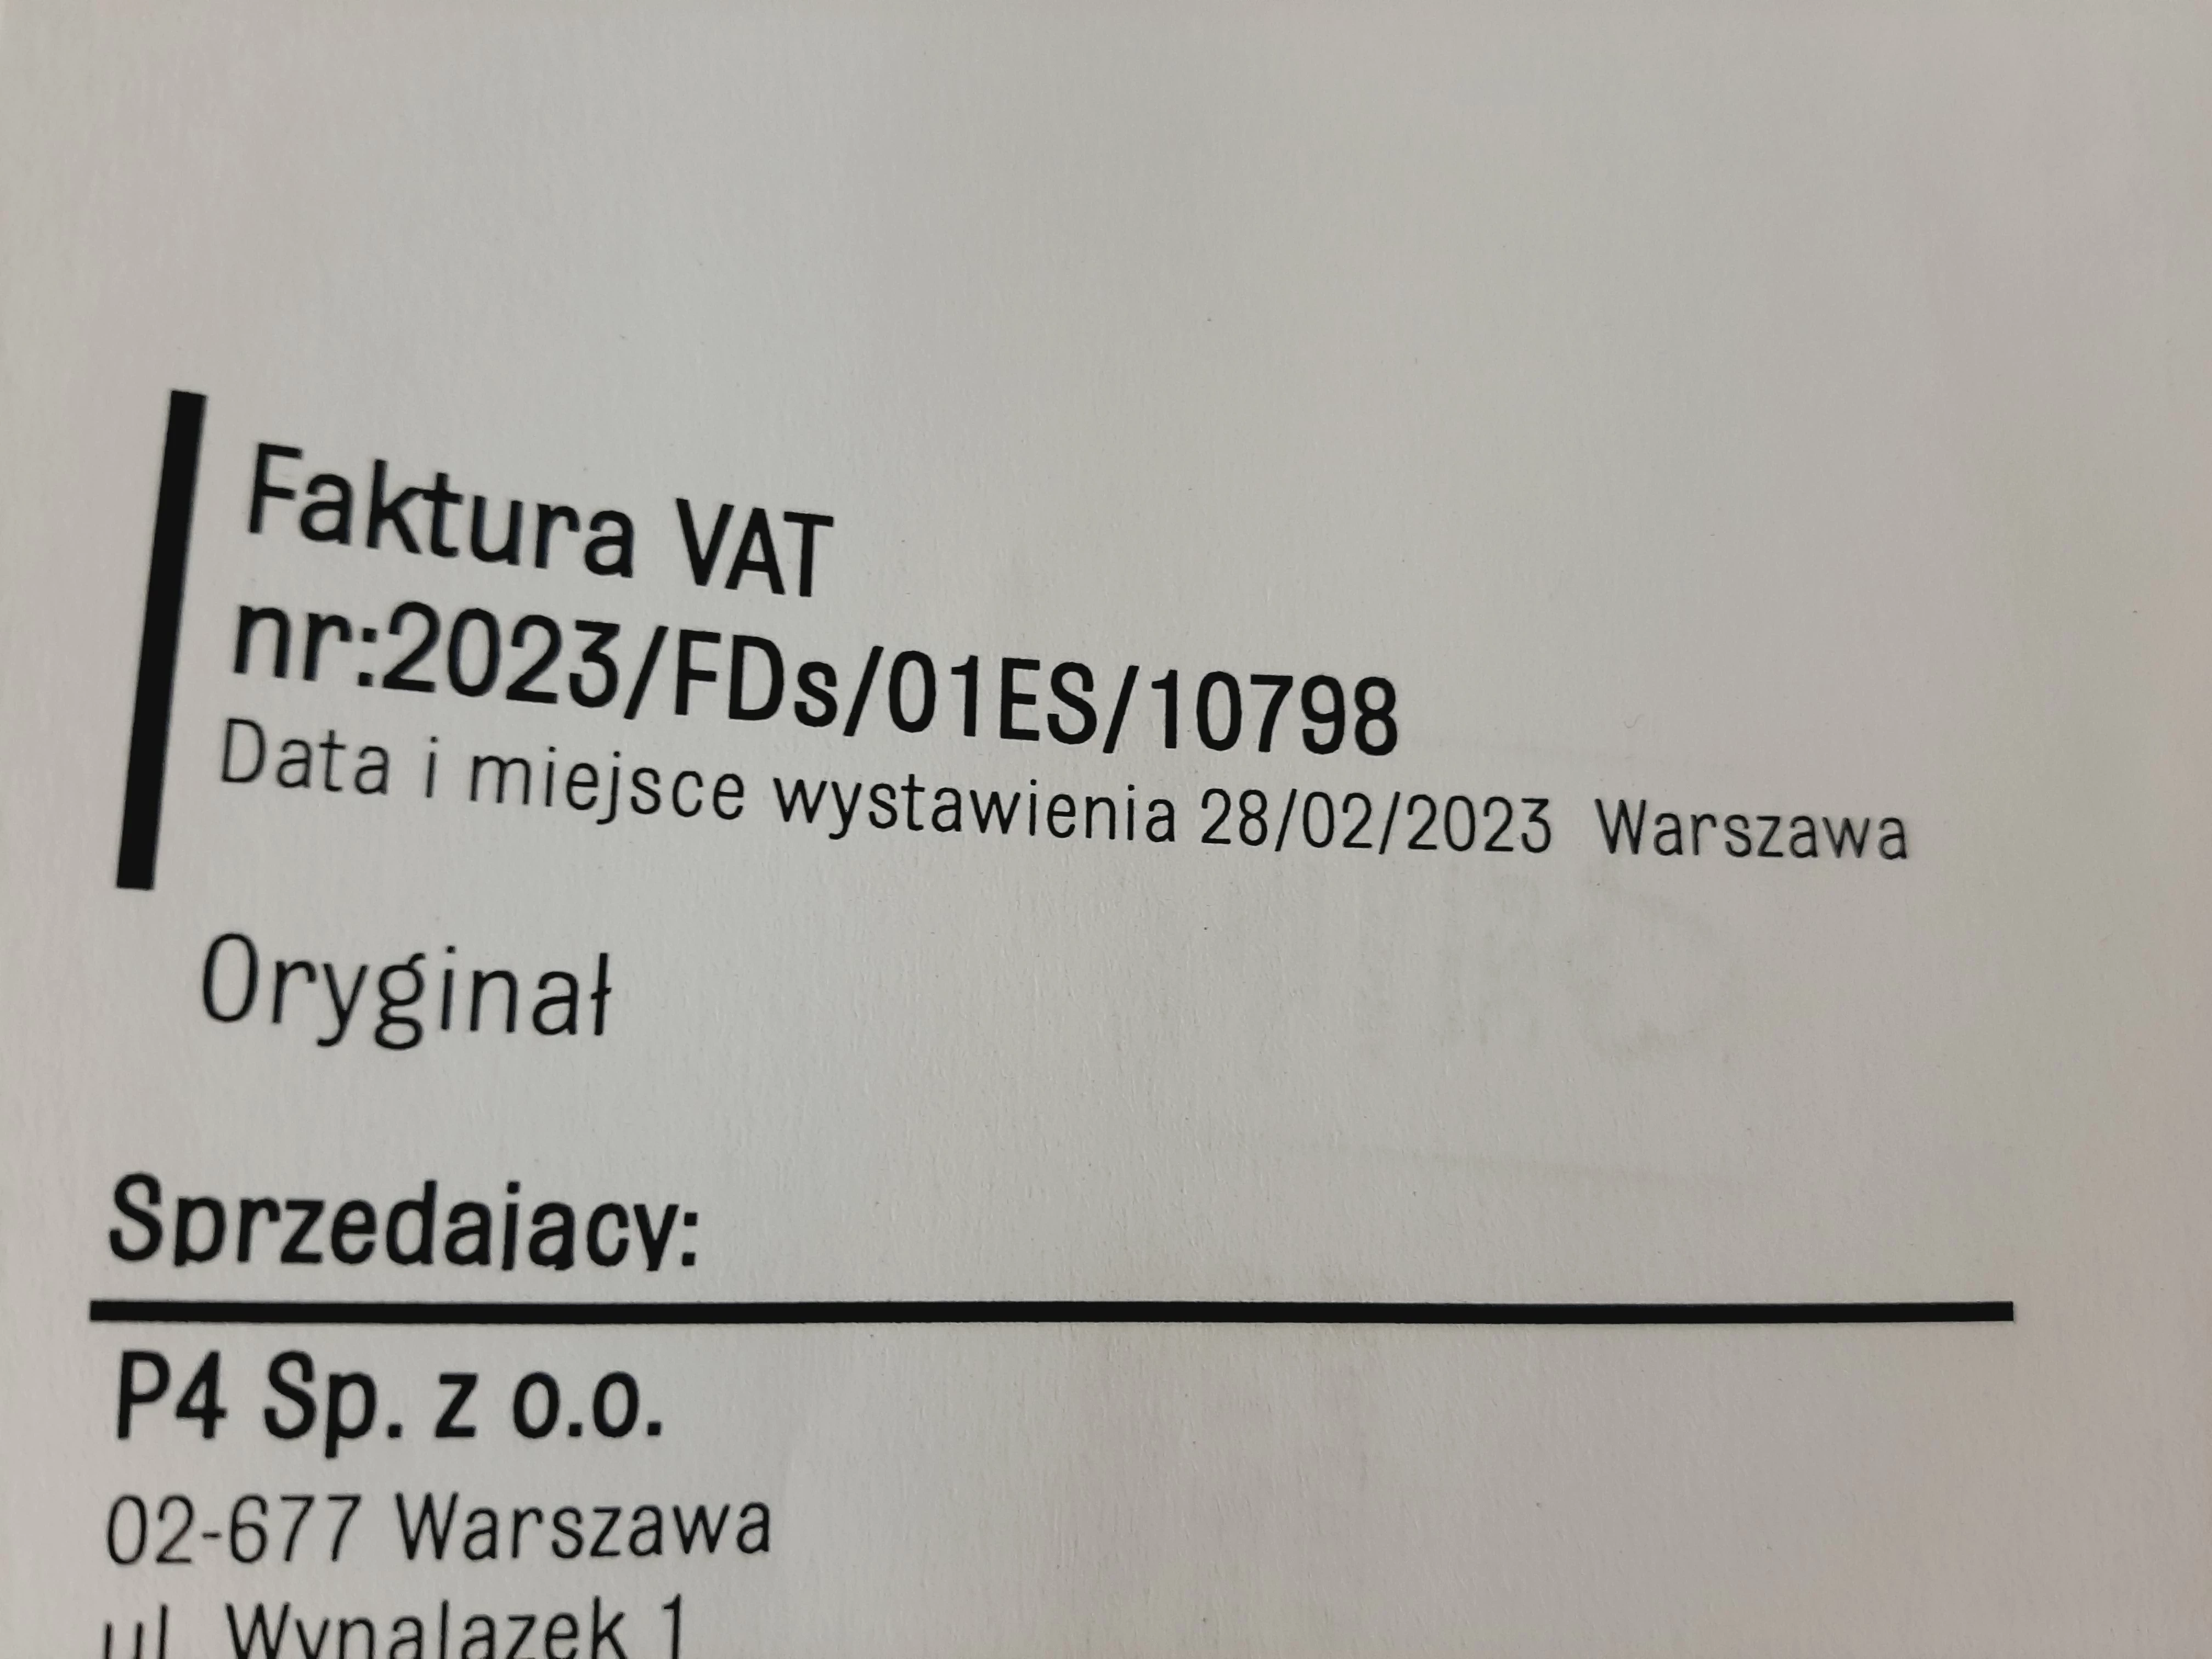 Faktura VAT
nr:2023/FDs/01ES/10798
Data i miejsce wystawienia 28/02/2023 Warszawa
Oryginał
Sprzedający:
P4 Sp. z o.o.
02-677 Warszawa
ul. Wynalazek 1